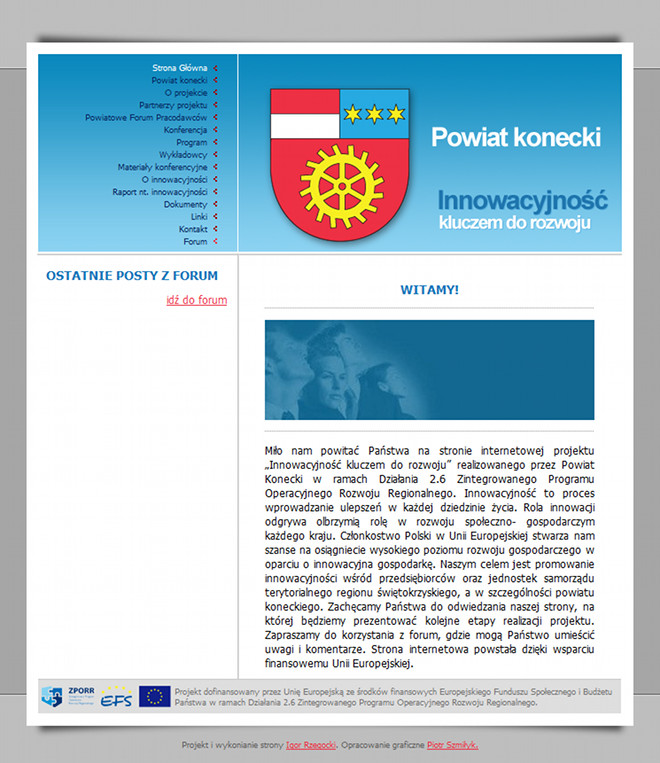 Strona Główna
Powiat konecki
O projekcie
Partnerzy projektu
Powiatowe Forum Pracodawców
Konferencja
Program
Wykładowcy
Materiały konferencyjne
O innowacyjności
Raport nt. innowacyjności
Dokumenty
Linki
Kontakt
Forum
Powiat konecki
Innowacyjność
kluczem do rozwoju
OSTATNIE POSTY Z FORUM
idź do forum
WITAMY!
Miło nam powitać Państwa na stronie internetowej projektu
„Innowacyjność kluczem do rozwoju” realizowanego przez Powiat
Konecki w ramach Działania 2.6 Zintegrowanego Programu
Operacyjnego Rozwoju Regionalnego. Innowacyjność to proces
wprowadzanie ulepszeń w każdej dziedzinie życia. Rola innowacji
odgrywa olbrzymią rolę w rozwoju społeczno- gospodarczym
każdego kraju. Członkostwo Polski w Unii Europejskiej stwarza nam
szanse na osiągniecie wysokiego poziomu rozwoju gospodarczego w
oparciu o innowacyjna gospodarkę. Naszym celem jest promowanie
innowacyjności wśród przedsiębiorców oraz jednostek samorządu
terytorialnego regionu świętokrzyskiego, a w szczególności powiatu
koneckiego. Zachęcamy Państwa do odwiedzania naszej strony, na
której będziemy prezentować kolejne etapy realizacji projektu.
Zapraszamy do korzystania z forum, gdzie mogą Państwo umieścić
uwagi i komentarze. Strona internetowa powstała dzięki wsparciu
finansowemu Unii Europejskiej.
ZPORR
EFS
Projekt dofinansowany przez Unię Europejską ze środków finansowych Europejskiego Funduszu Społecznego i Budżetu
Państwa w ramach Działania 2.6 Zintegrowanego Programu Operacyjnego Rozwoju Regionalnego.
Projekt i wykonianie strony Igor Rzegocki. Opracowanie graficzne Piotr Szmiłyk.